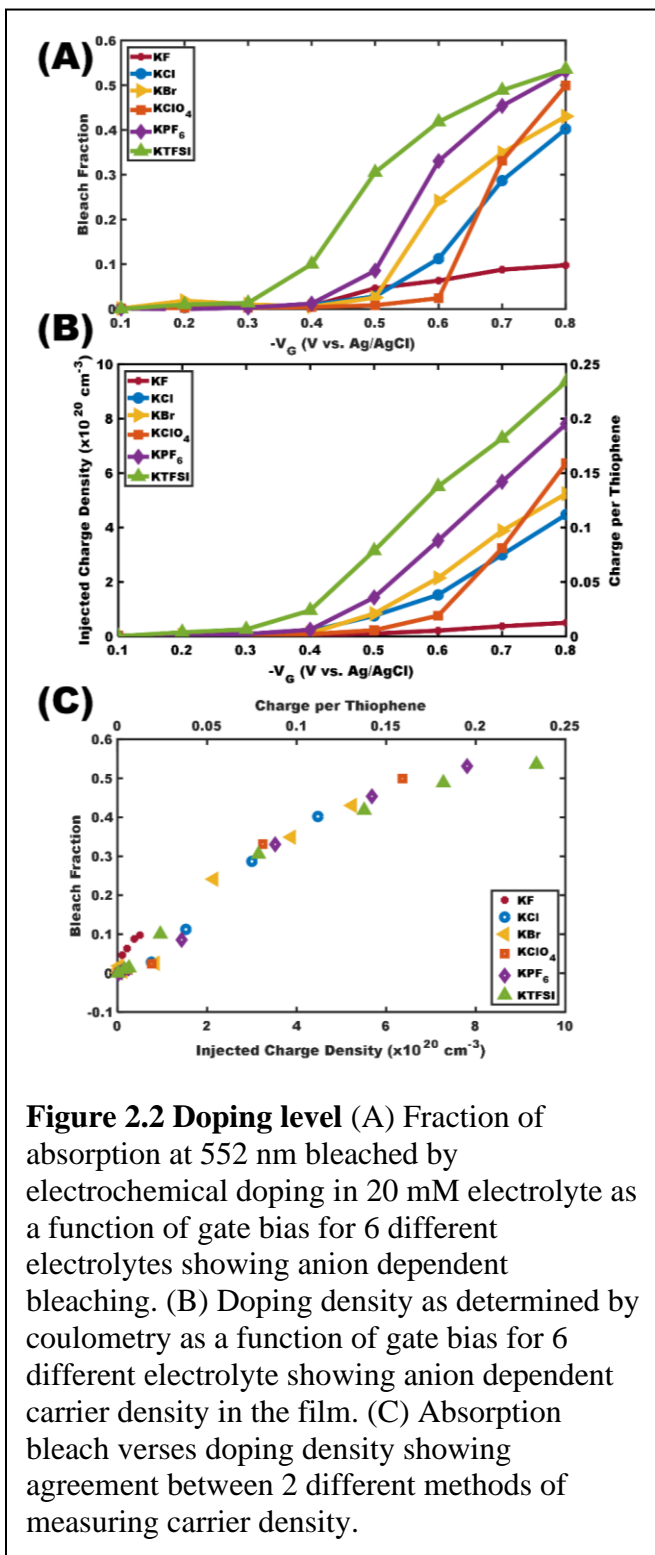 (A)
0.6
0.5
0.4
0.3
0.2
0.1
0
Bleach Fraction
KF
KCl
KBr
KClO4
KPF6
KTFSI
0.1 0.2 0.3 0.4 0.5 0.6 0.7 0.8
-VG (V vs. Ag/AgCl)
(B)
10
8
6
4
2
0
Injected Charge Density (x10^20 cm^-3)
KF
KCl
KBr
KClO4
KPF6
KTFSI
0.25
0.2
0.15
0.1
0.05
0
Charge per Thiophene
0.1 0.2 0.3 0.4 0.5 0.6 0.7 0.8
-VG (V vs. Ag/AgCl)
(C)
Charge per Thiophene
0 0.05 0.1 0.15 0.2 0.25
0.6
0.5
0.4
0.3
0.2
0.1
0
-0.1
Bleach Fraction
KF
KCl
KBr
KClO4
KPF6
KTFSI
0 2 4 6 8 10
Injected Charge Density (x10^20 cm^-3)
Figure 2.2 Doping level (A) Fraction of
absorption at 552 nm bleached by
electrochemical doping in 20 mM electrolyte as
a function of gate bias for 6 different
electrolytes showing anion dependent
bleaching. (B) Doping density as determined by
coulometry as a function of gate bias for 6
different electrolyte showing anion dependent
carrier density in the film. (C) Absorption
bleach verses doping density showing
agreement between 2 different methods of
measuring carrier density.